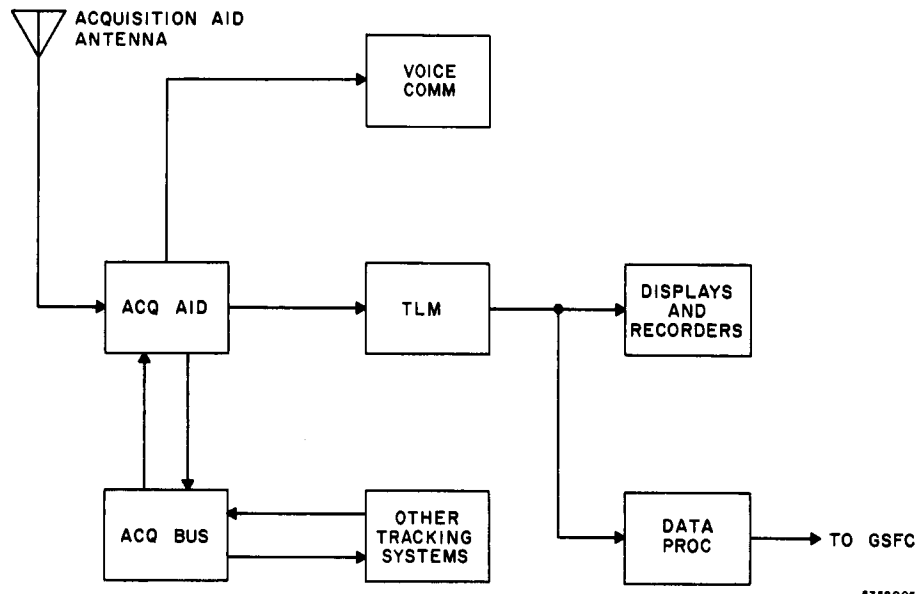 ACQUISITION AID
ANTENNA
VOICE
COMM
ACQ AID
TLM
DISPLAYS
AND
RECORDERS
ACQ BUS
OTHER
TRACKING
SYSTEMS
DATA
PROC
TO GSFC